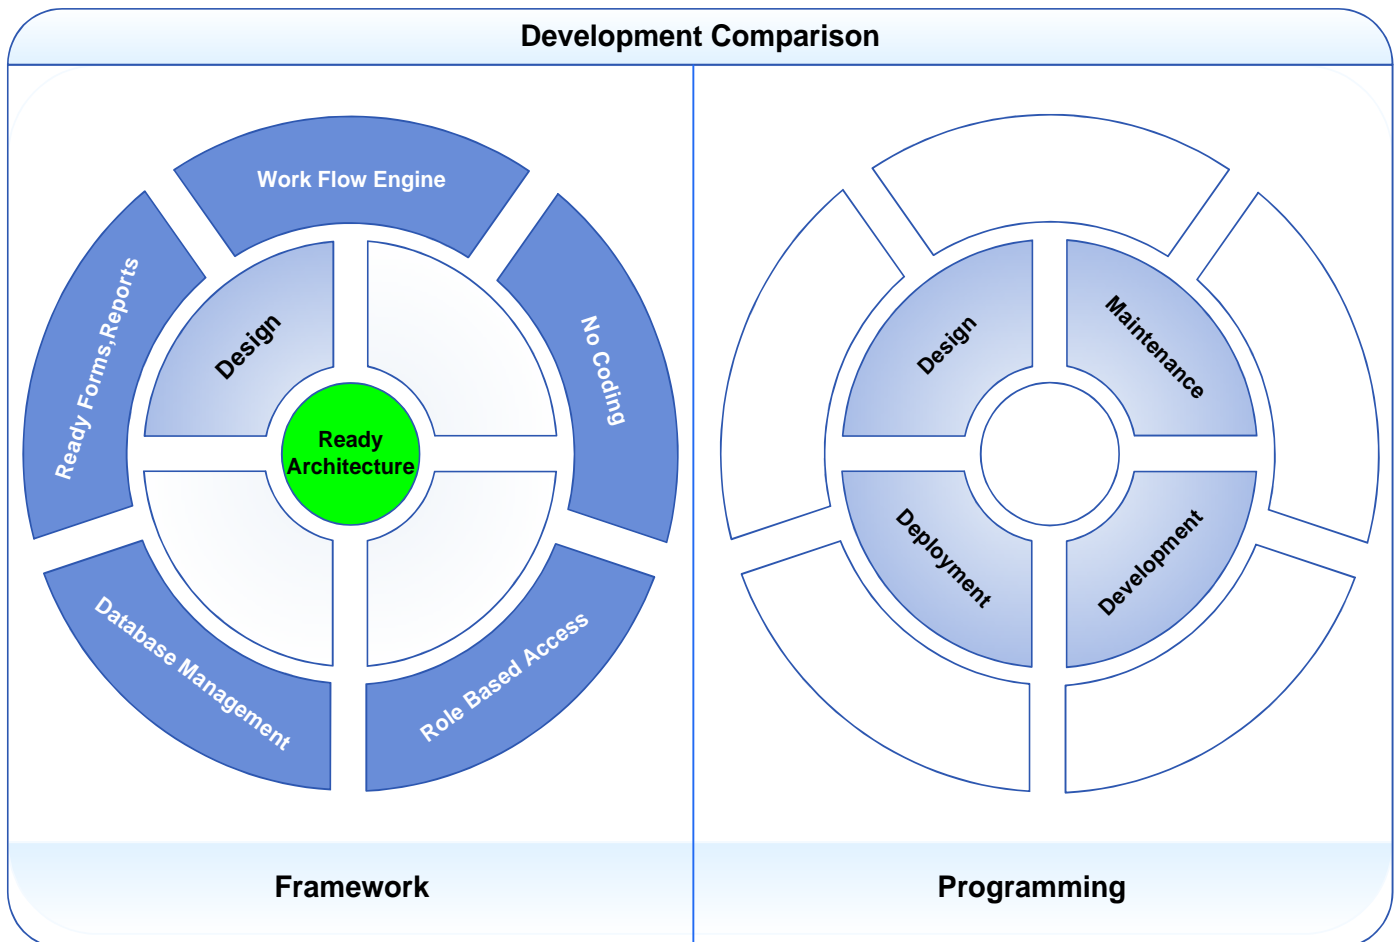 Development Comparison
Work Flow Engine
Ready Forms,Reports
No Coding
Design
Ready
Architecture
Database Management
Role Based Access
Framework
Design
Maintenance
Deployment
Development
Programming